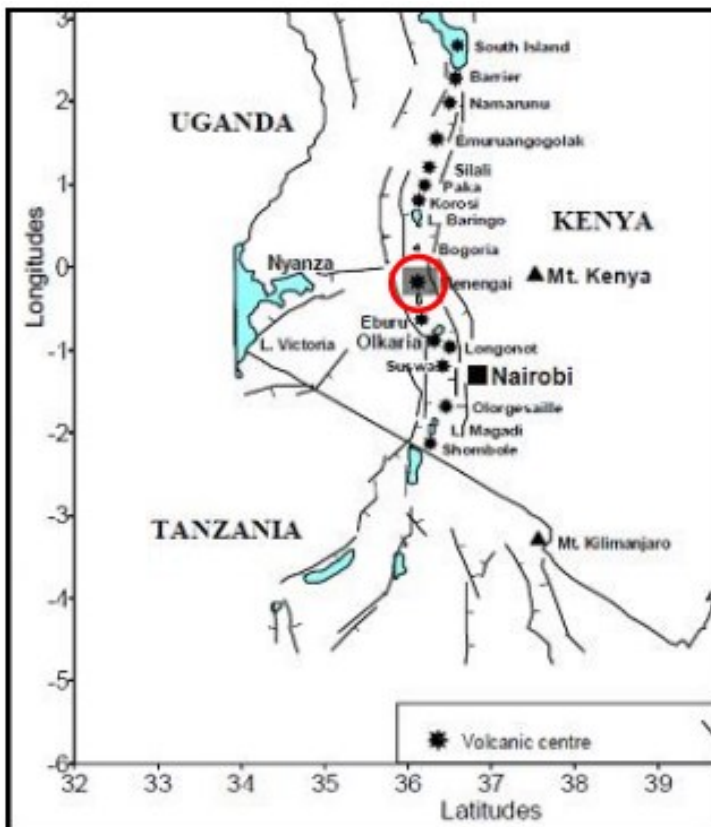 3
South Island
Barrier
2
Namarunu
UGANDA
Emuruangogolak
Silali
1
Paka
Korosi
L. Baringo
KENYA
Bogoria
0
Nyanza
Menengai
Mt. Kenya
Longitudes
Eburu
Olkaria
L. Victoria
Longonot
-1
Suswa
Nairobi
Olorgesaille
-2
L. Magadi
Shombole
-3
TANZANIA
Mt. Kilimanjaro
-4
-5
Volcanic centre
-6
32 33 34 35 36 37 38 39
Latitudes